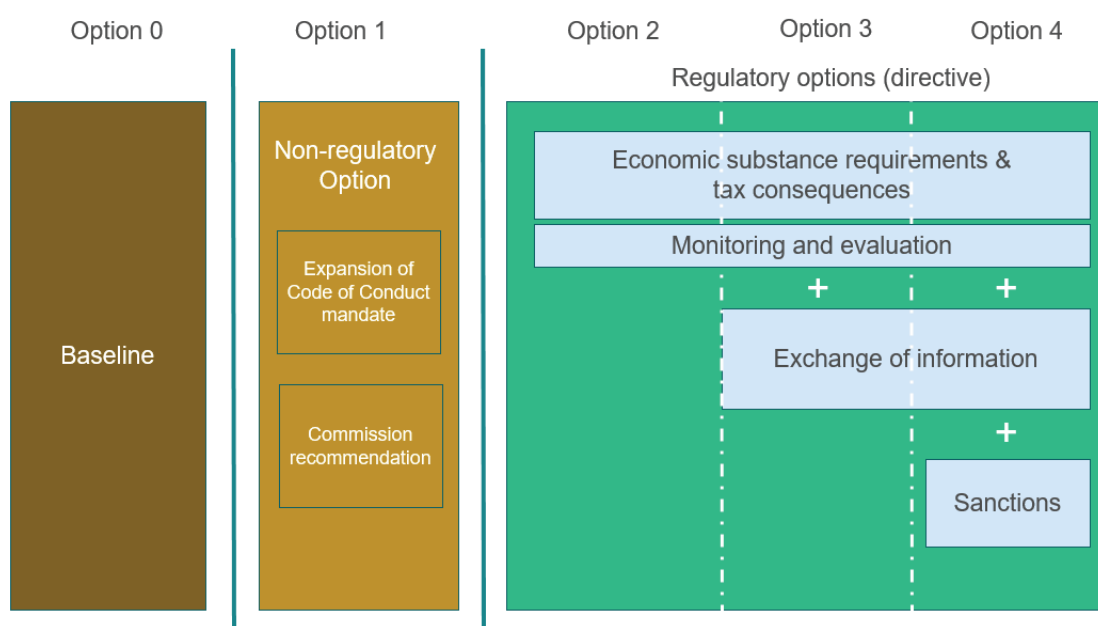 Option 0
Option 1
Option 2
Option 3
Option 4
Regulatory options (directive)
Baseline
Non-regulatory
Option
Expansion of
Code of Conduct
mandate
Commission
recommendation
Economic substance requirements &
tax consequences
Monitoring and evaluation
+
+
Exchange of information
+
Sanctions